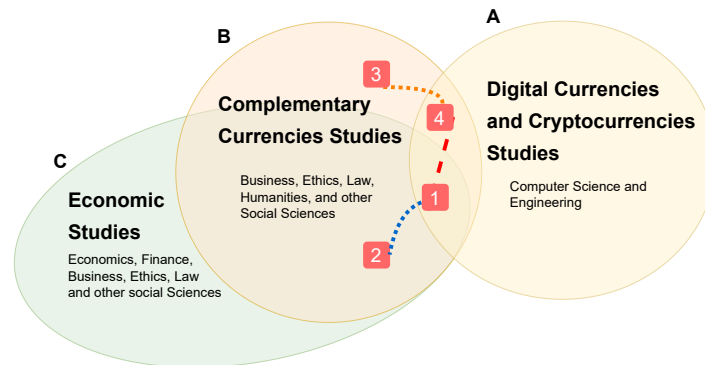 A
B
3
Digital Currencies
and Cryptocurrencies
Studies
Complementary
Currencies Studies
4
C
Business, Ethics, Law,
Humanities, and other
Social Sciences
Computer Science and
Engineering
1
Economic
Studies
Economics, Finance,
Business, Ethics, Law
and other social Sciences
2